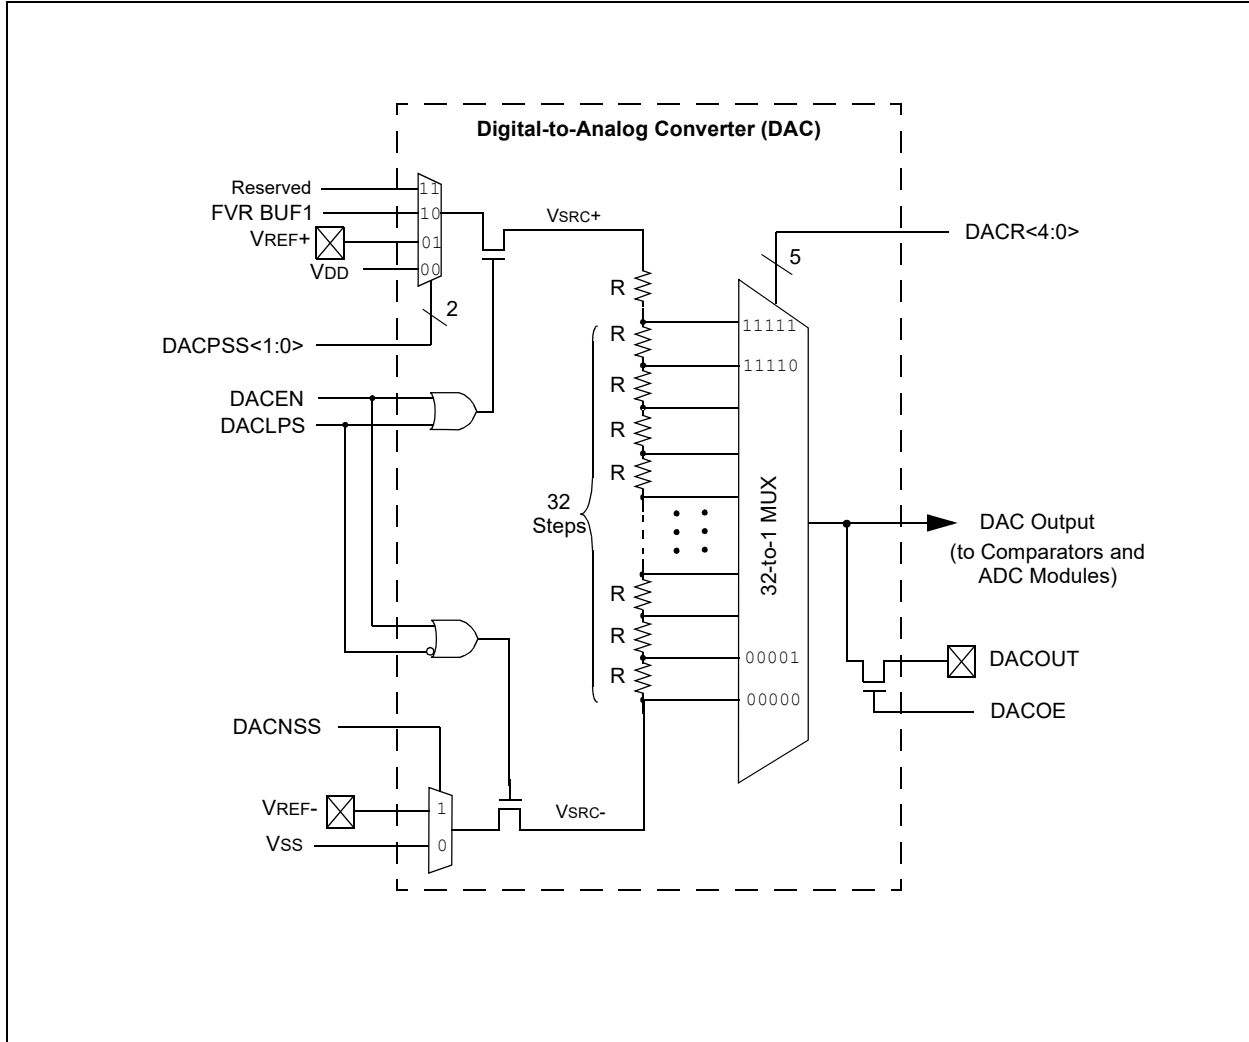 Digital-to-Analog Converter (DAC)
Reserved
11
FVR BUF1
10
VREF+
01
VDD
00
2
DACPSS<1:0>
DACEN
DACLPS
VSRC+
DACR<4:0>
5
R
R
R
R
R
32
Steps
R
R
R
11111
11110
32-to-1 MUX
00001
00000
DAC Output
(to Comparators and
ADC Modules)
DACOUT
DACOE
DACNSS
VREF-
1
VSS
0
VSRC-